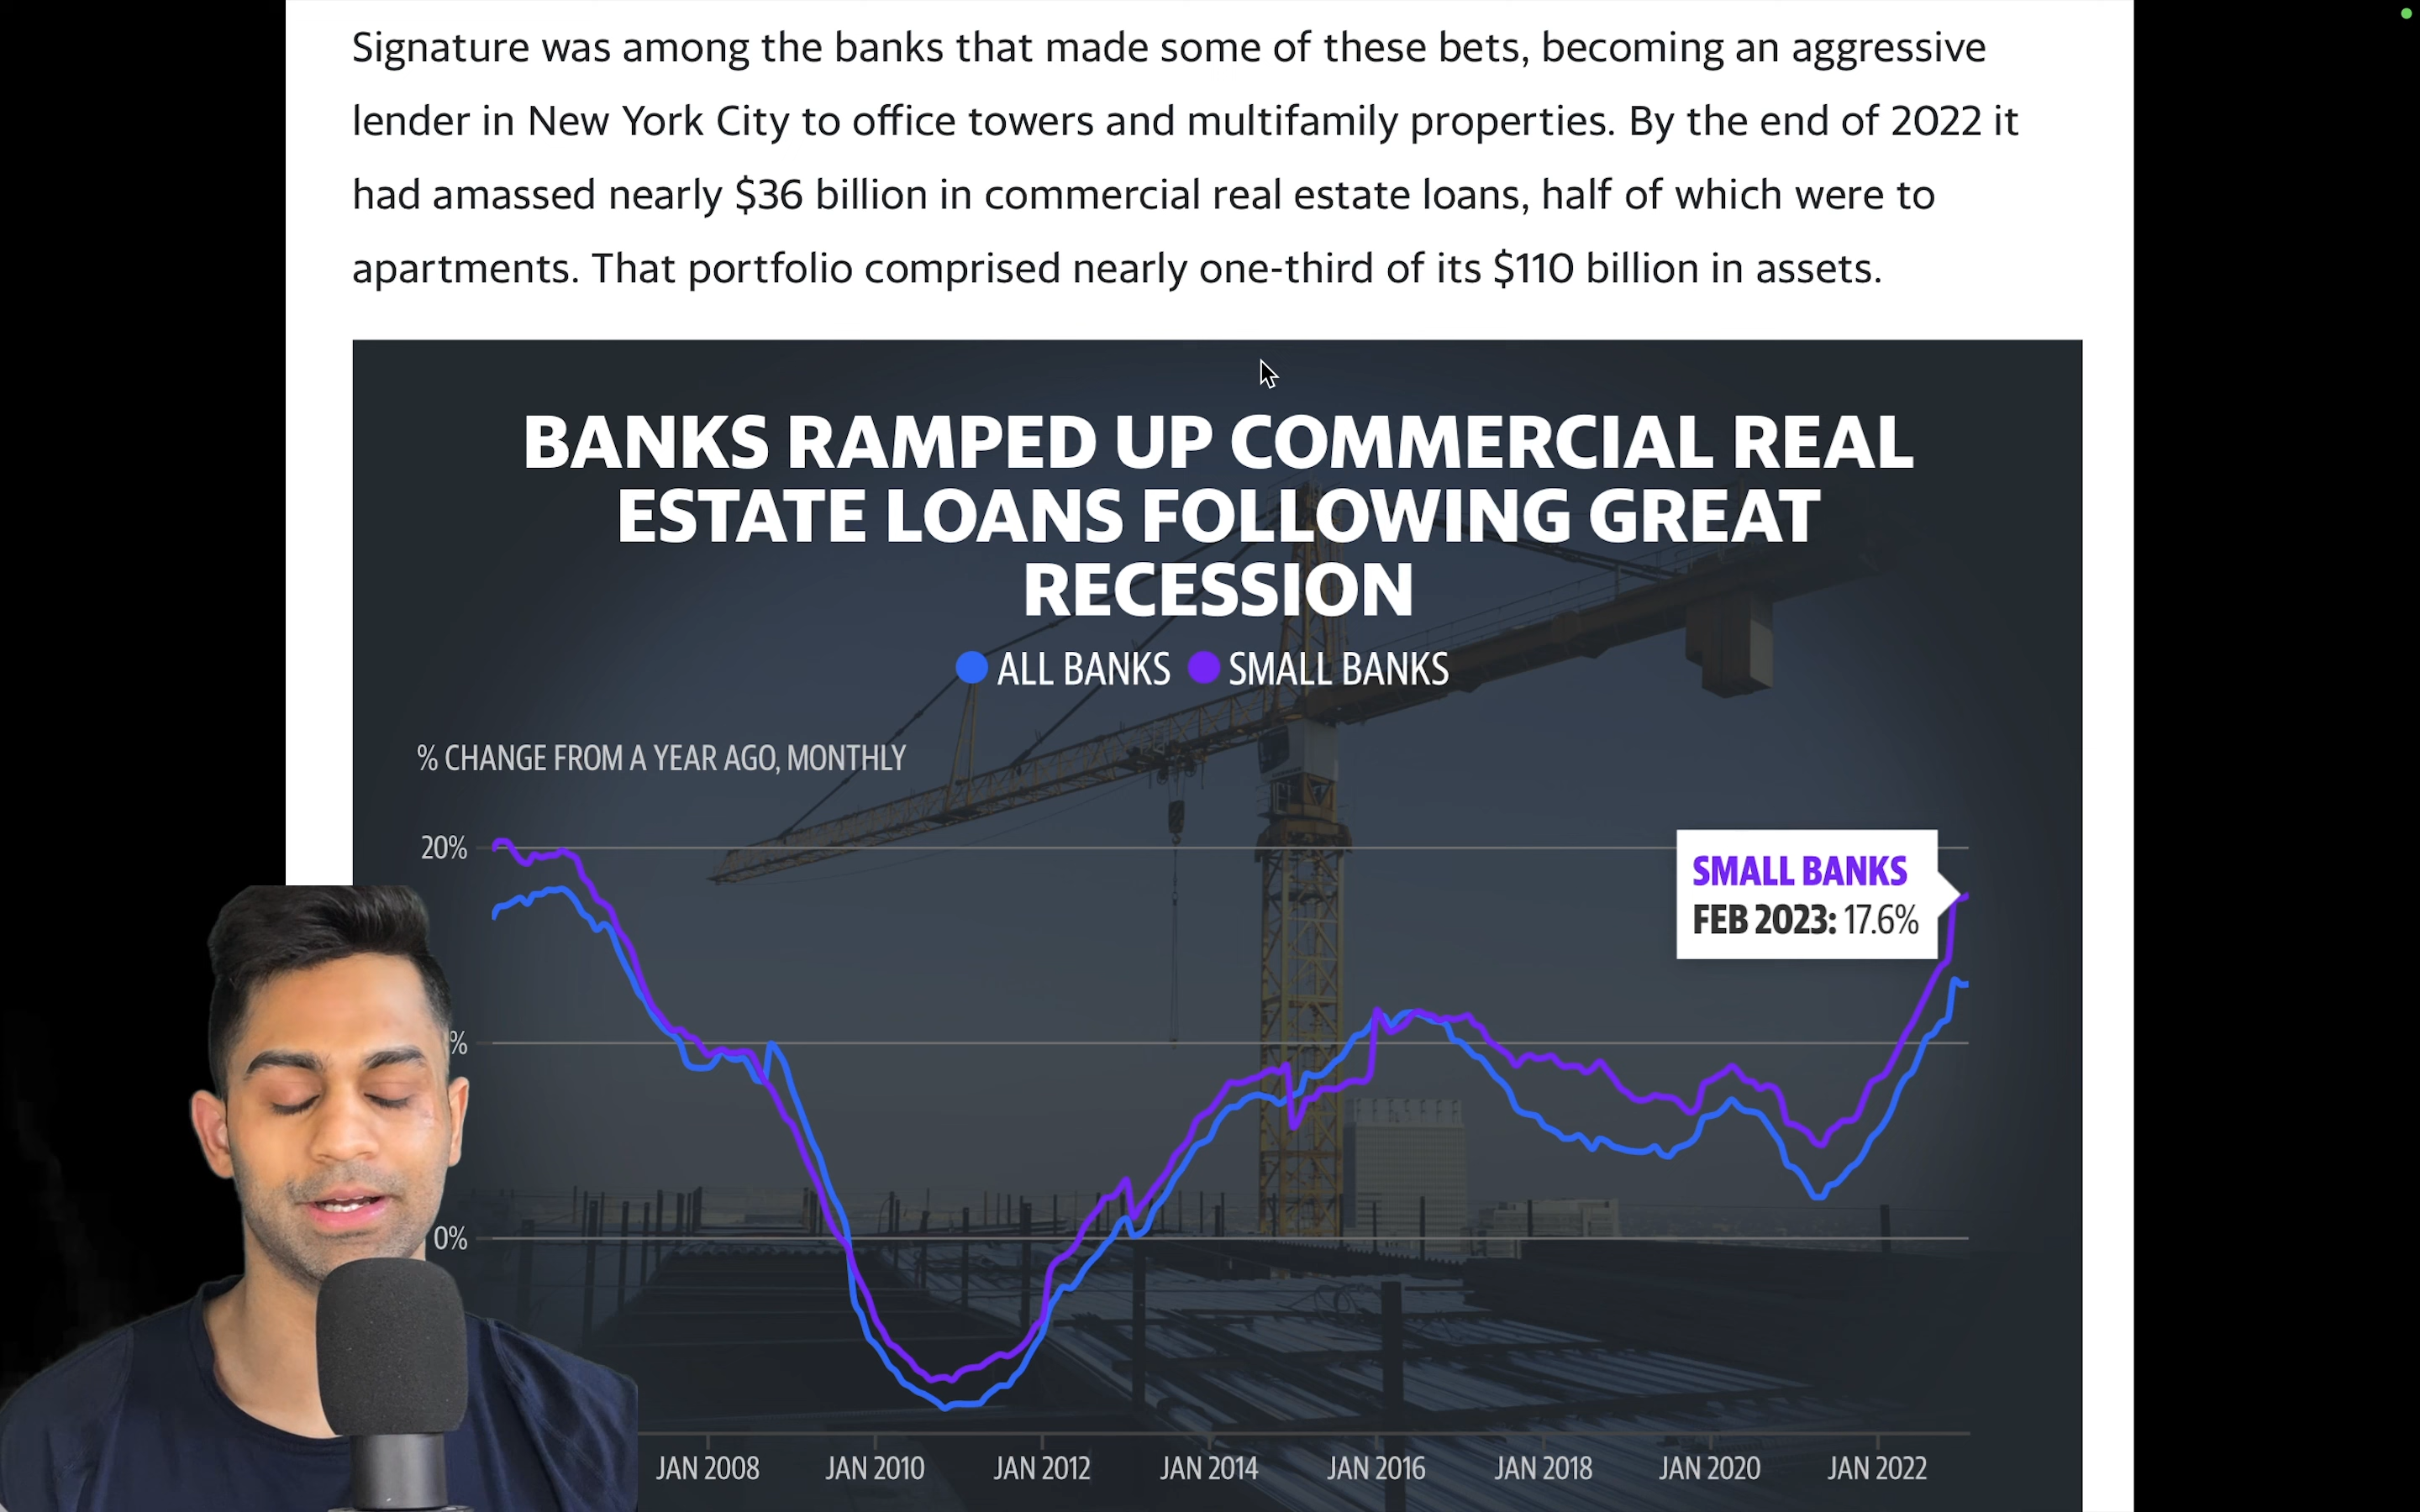 Signature was among the banks that made some of these bets, becoming an aggressive
lender in New York City to office towers and multifamily properties. By the end of 2022 it
had amassed nearly $36 billion in commercial real estate loans, half of which were to
apartments. That portfolio comprised nearly one-third of its $110 billion in assets.
BANKS RAMPED UP COMMERCIAL REAL
ESTATE LOANS FOLLOWING GREAT
RECESSION
ALL BANKS SMALL BANKS
% CHANGE FROM A YEAR AGO, MONTHLY
20%
SMALL BANKS
FEB 2023: 17.6%
%
0%
JAN 2008 JAN 2010 JAN 2012 JAN 2014 JAN 2016 JAN 2018 JAN 2020 JAN 2022